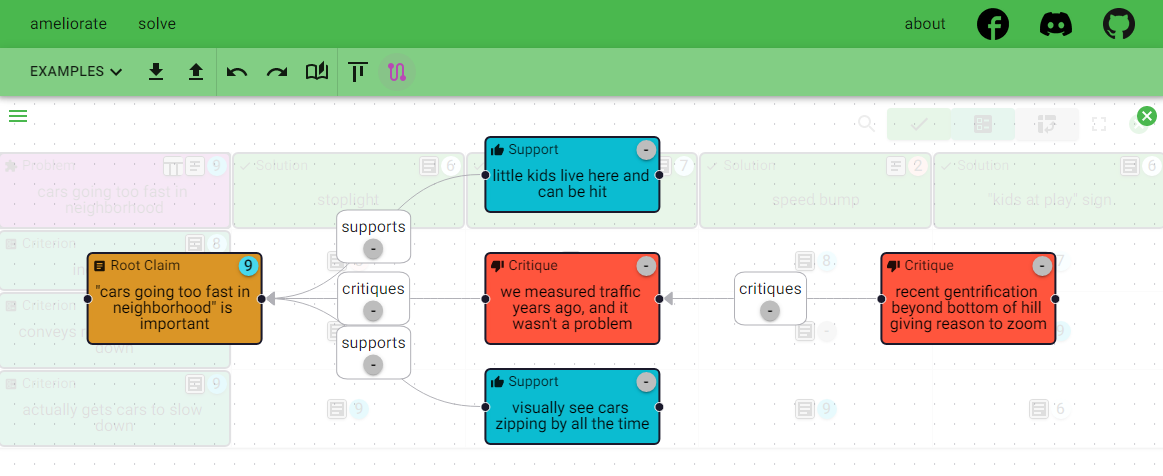 ameliorate solve about
EXAMPLES
Problem 9 Solution 6 Solution 7 Solution 2 Solution 6
cars going too fast in
neighborhood
stoplight
speed bump
"kids at play" sign
Support -
little kids live here and
can be hit
supports
-
Criterion 8
Root Claim 9
"cars going too fast in
neighborhood" is
important
critiques
-
Critique -
we measured traffic
years ago, and it
wasn't a problem
critiques
-
Critique -
recent gentrification
beyond bottom of hill
giving reason to zoom
8
7
Criterion
conveys
down
-
9
supports
-
Criterion 9
actually gets cars to slow
down
Support -
visually see cars
zipping by all the time
9
9
6